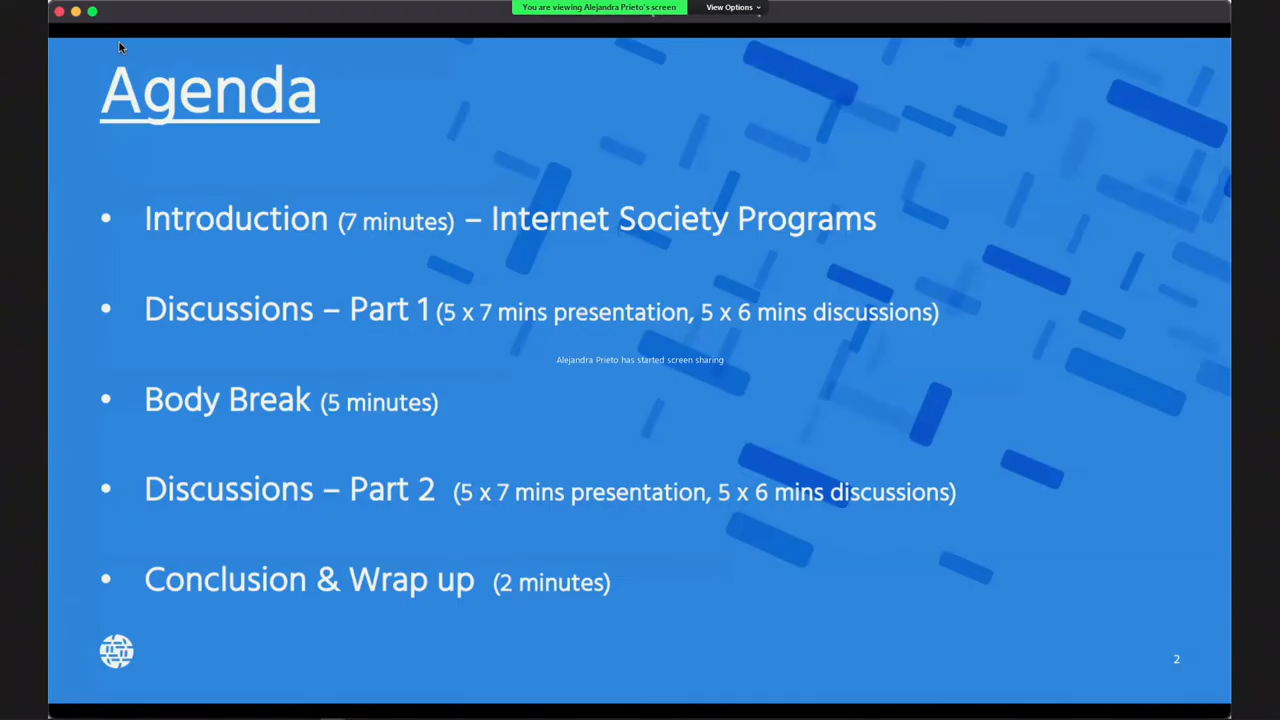 You are viewing Alejandra Prieto's screen
View Options
Agenda
• Introduction (7 minutes) – Internet Society Programs
• Discussions – Part 1 (5 x 7 mins presentation, 5 x 6 mins discussions)
Alejandra Prieto has started screen sharing
• Body Break (5 minutes)
• Discussions – Part 2 (5 x 7 mins presentation, 5 x 6 mins discussions)
• Conclusion & Wrap up (2 minutes)
2